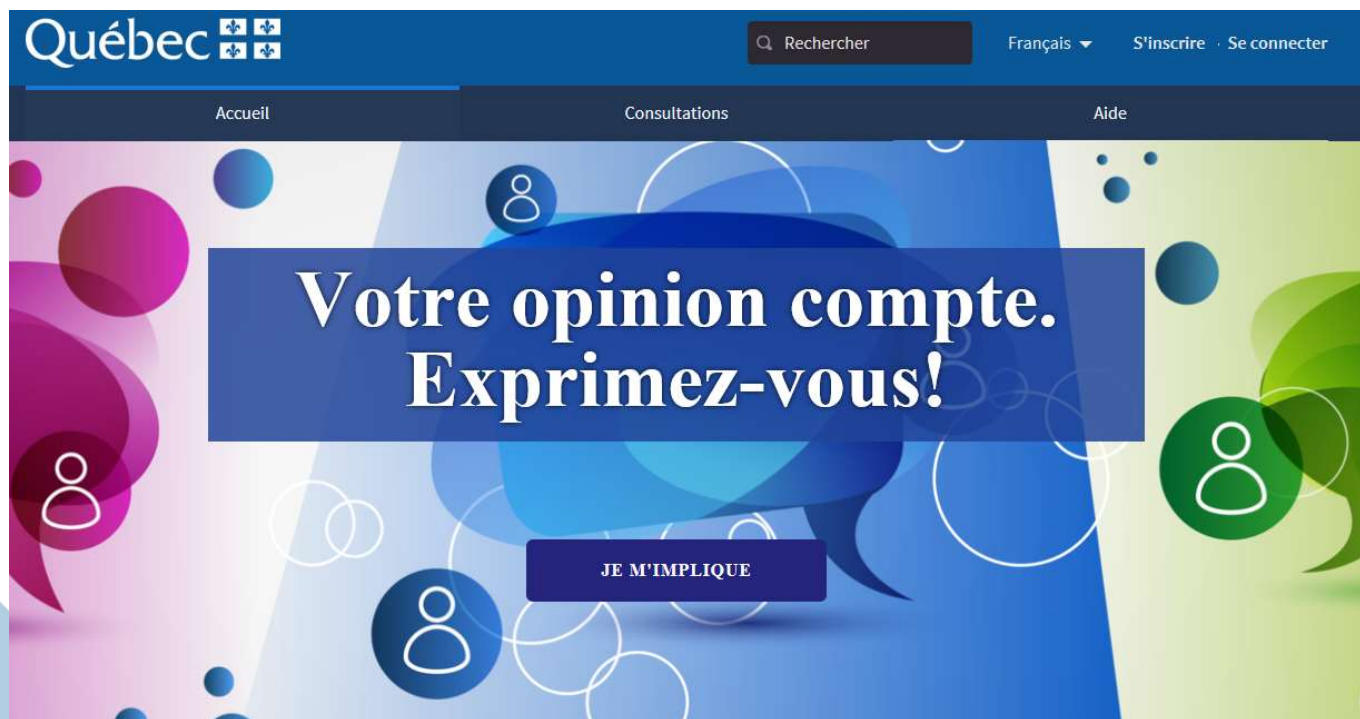 Québec
Rechercher
Français
S'inscrire · Se connecter
Accueil
Consultations
Aide
Votre opinion compte.
Exprimez-vous!
JE M'IMPLIQUE